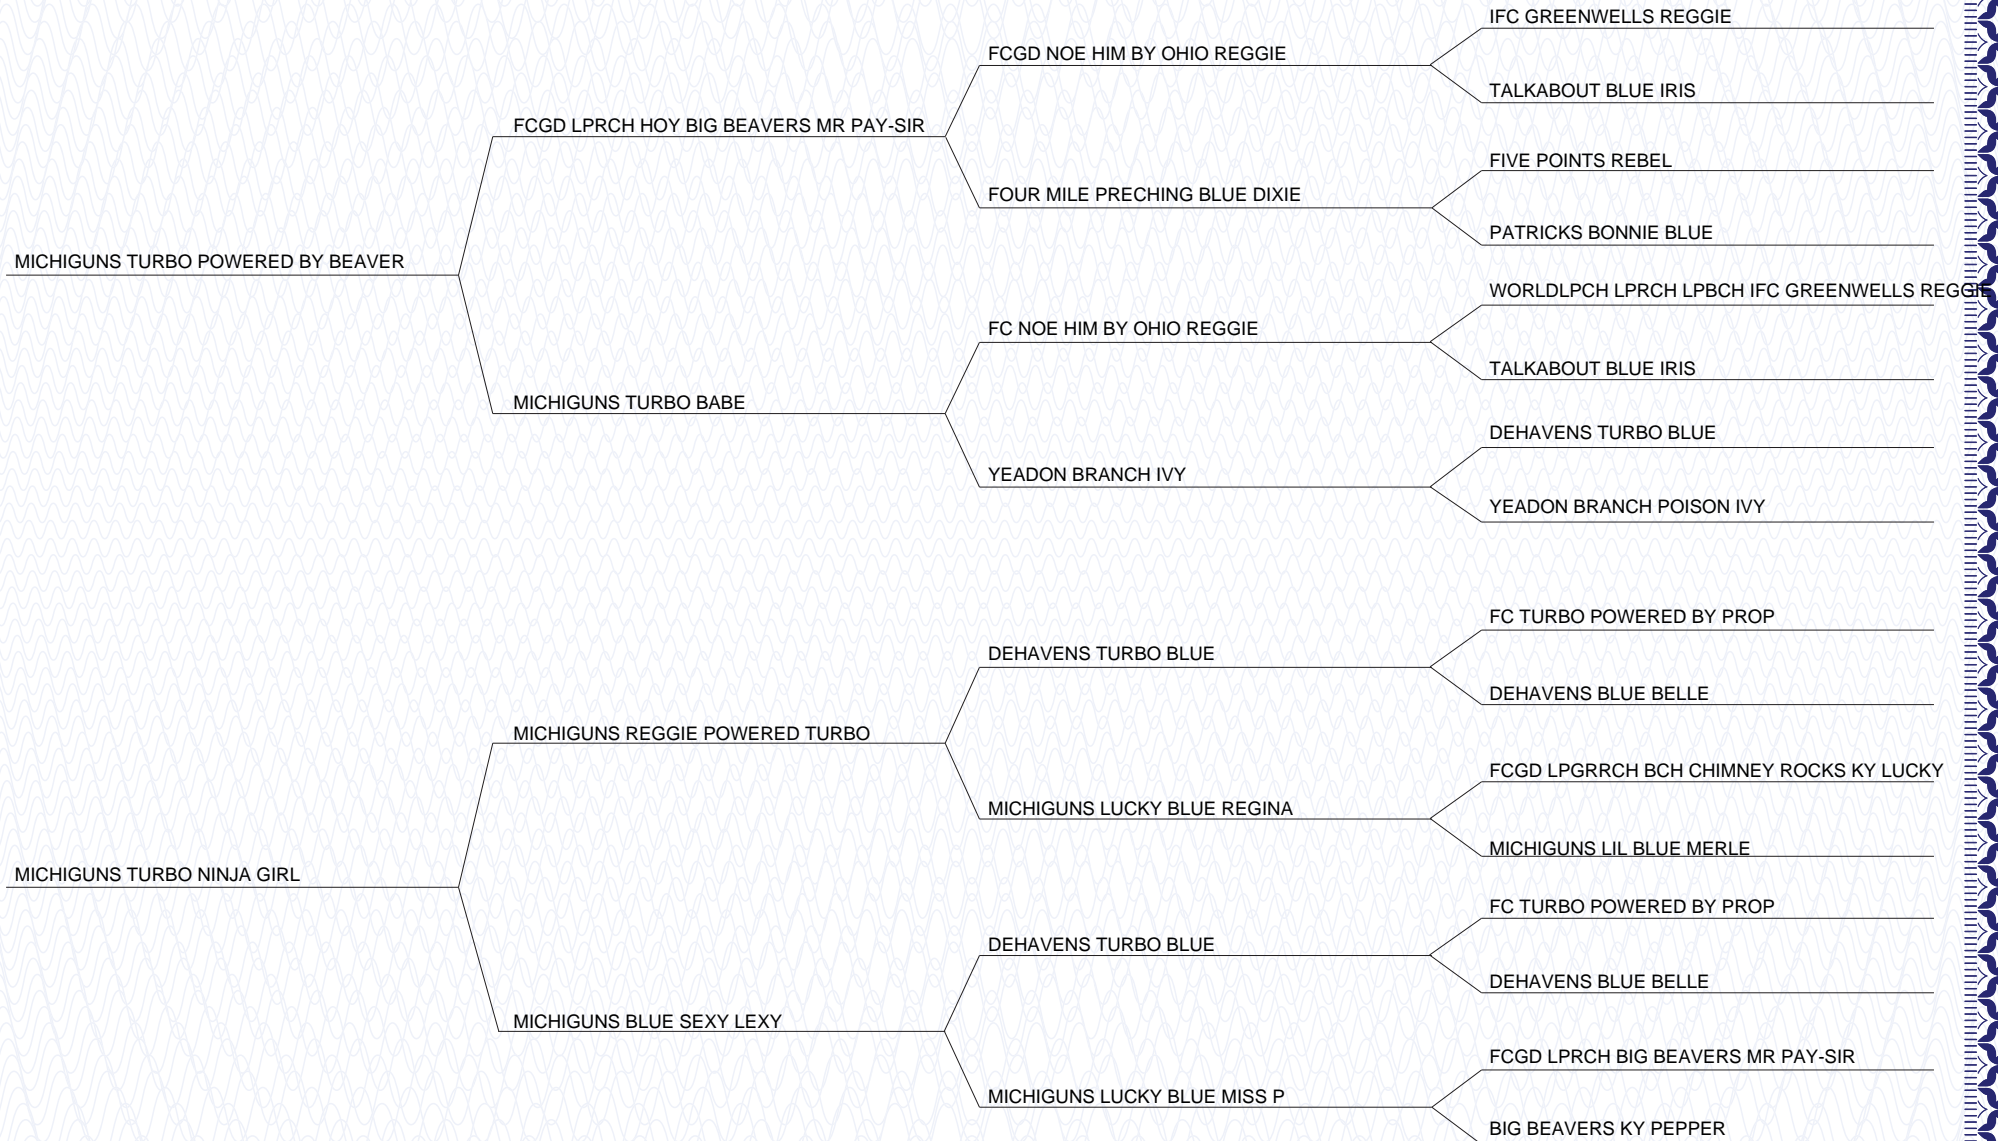 IFC GREENWELLS REGGIE
FCGD NOE HIM BY OHIO REGGIE
TALKABOUT BLUE IRIS
FCGD LPRCH HOY BIG BEAVERS MR PAY-SIR
FIVE POINTS REBEL
FOUR MILE PRECHING BLUE DIXIE
PATRICKS BONNIE BLUE
MICHIGUNS TURBO POWERED BY BEAVER
WORLDLPCH LPRCH LPBCH IFC GREENWELLS REGGIE
FC NOE HIM BY OHIO REGGIE
TALKABOUT BLUE IRIS
MICHIGUNS TURBO BABE
DEHAVENS TURBO BLUE
YEADON BRANCH IVY
YEADON BRANCH POISON IVY
FC TURBO POWERED BY PROP
DEHAVENS TURBO BLUE
DEHAVENS BLUE BELLE
MICHIGUNS REGGIE POWERED TURBO
FCGD LPGRRCH BCH CHIMNEY ROCKS KY LUCKY
MICHIGUNS LUCKY BLUE REGINA
MICHIGUNS LIL BLUE MERLE
MICHIGUNS TURBO NINJA GIRL
FC TURBO POWERED BY PROP
DEHAVENS TURBO BLUE
DEHAVENS BLUE BELLE
MICHIGUNS BLUE SEXY LEXY
FCGD LPRCH BIG BEAVERS MR PAY-SIR
MICHIGUNS LUCKY BLUE MISS P
BIG BEAVERS KY PEPPER